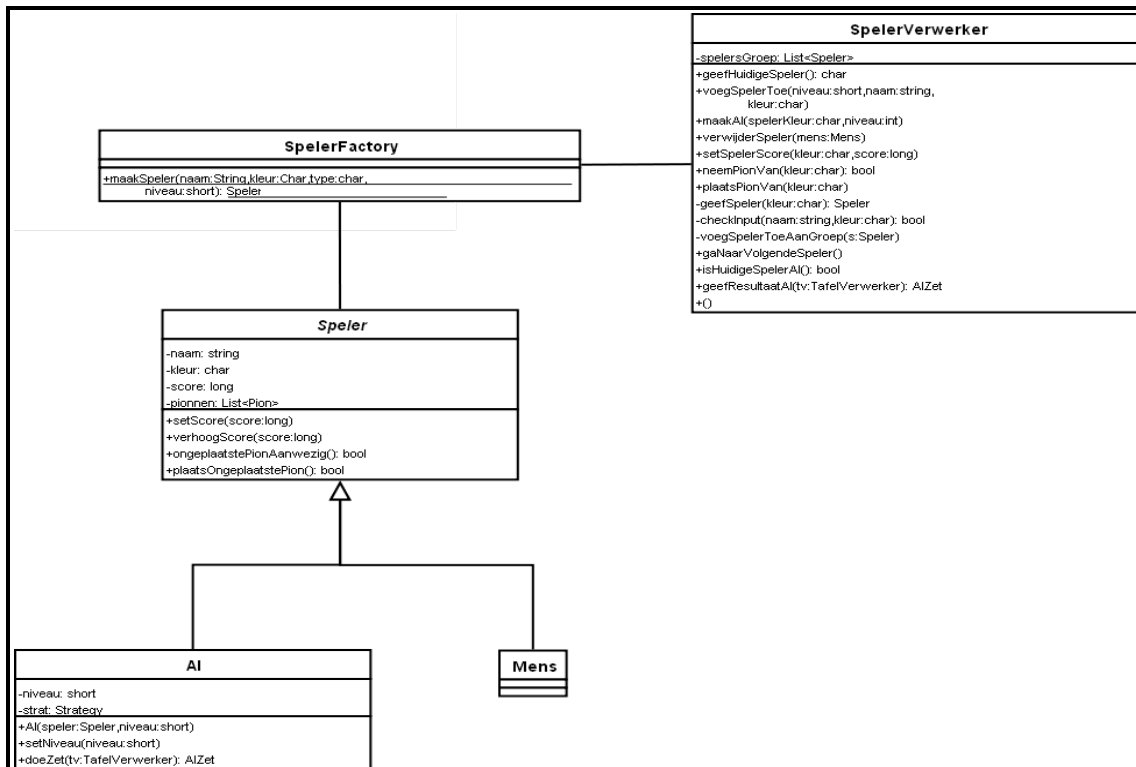 SpelerVerwerker
-spelersGroep: List<Speler>
+geefHuidigeSpeler(): char
+voegSpelerToe(niveau:short,naam:string,
kleur:char)
+maakAI(spelerKleur:char,niveau:int)
+verwijderSpeler(mens:Mens)
+setSpelerScore(kleur:char,score:long)
+neemPionVan(kleur:char): bool
+plaatsPionVan(kleur:char)
-geefSpeler(kleur:char): Speler
-checkInput(naam:string,kleur:char): bool
-voegSpelerToeAanGroep(s:Speler)
+gaNaarVolgendeSpeler()
+isHuidigeSpelerAI(): bool
+geefResultaatAI(tv:TafelVerwerker): AIZet
+()
SpelerFactory
+maakSpeler(naam:String,kleur:Char,type:char,
niveau:short): Speler
Speler
-naam: string
-kleur: char
-score: long
-pionnen: List<Pion>
+setScore(score:long)
+verhoogScore(score:long)
+ongeplaatstePionAanwezig(): bool
+plaatsOngeplaatstePion(): bool
AI
-niveau: short
-strat: Strategy
+AI(speler:Speler,niveau:short)
+setNiveau(niveau:short)
+doeZet(tv:TafelVerwerker): AIZet
Mens